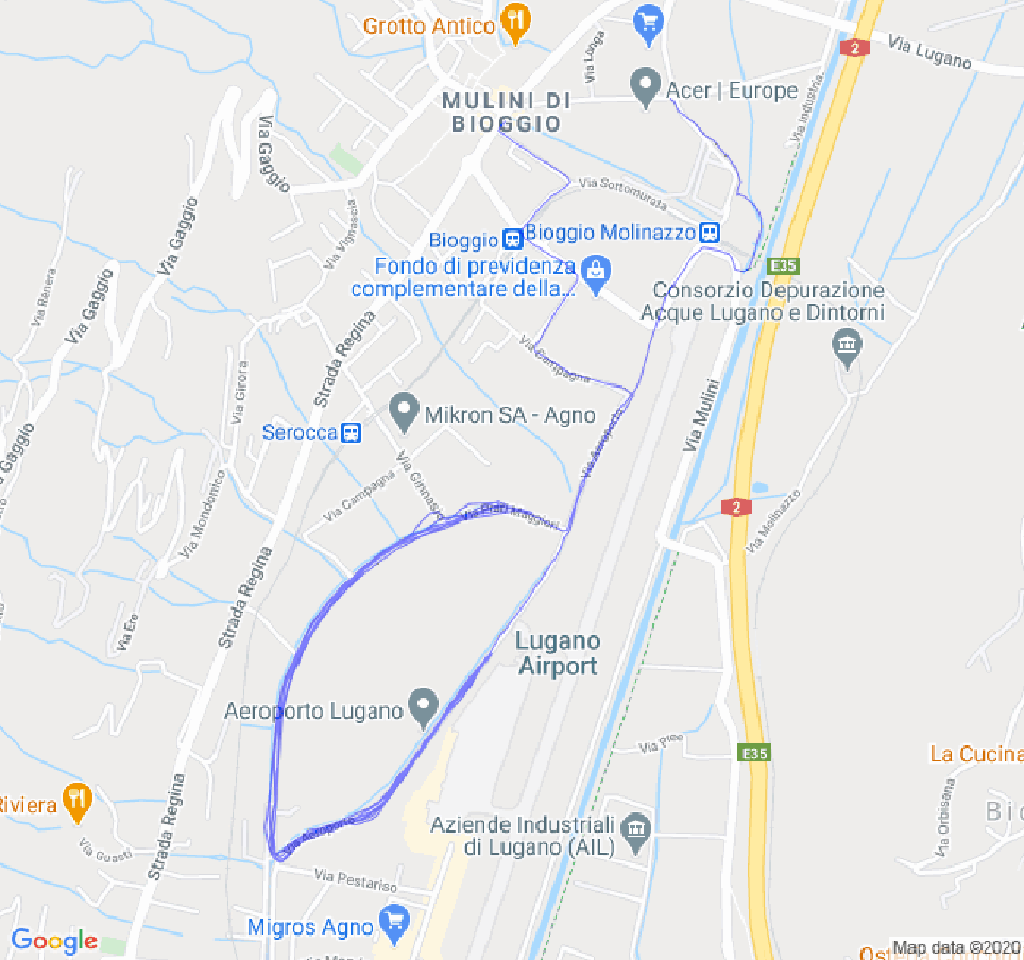 Grotto Antico
2
Via Lugano
Via Longa
Acer | Europe
MULINI DI
BIOGGIO
Via Industria
Via Gaggio
Via Gaggio
Via Sottomurata
Via Vignascia
Bioggio
Bioggio Molinazzo
Fondo di previdenza
complementare della...
E35
Consorzio Depurazione
Acque Lugano e Dintorni
Via Ranera
Via Gaggio
Strada Regina
Via Campagna
Via Girora
Mikron SA - Agno
Via Mulini
Serocca
Via Aeroporto
Gaggio
Via Campagna
Via Ginnasio
Via Mondonico
Via Prati Maggiori
2
Via Molinazzo
Strada Regina
Via Ero
Lugano
Airport
Aeroporto Lugano
Via Pree
E35
La Cucina
Riviera
Strada Regina
Via Guasti
Via Aeroporto
Aziende Industriali
di Lugano (AIL)
Via Orbisana
Bio
Via Pestariso
Migros Agno
Google
Map data ©2020